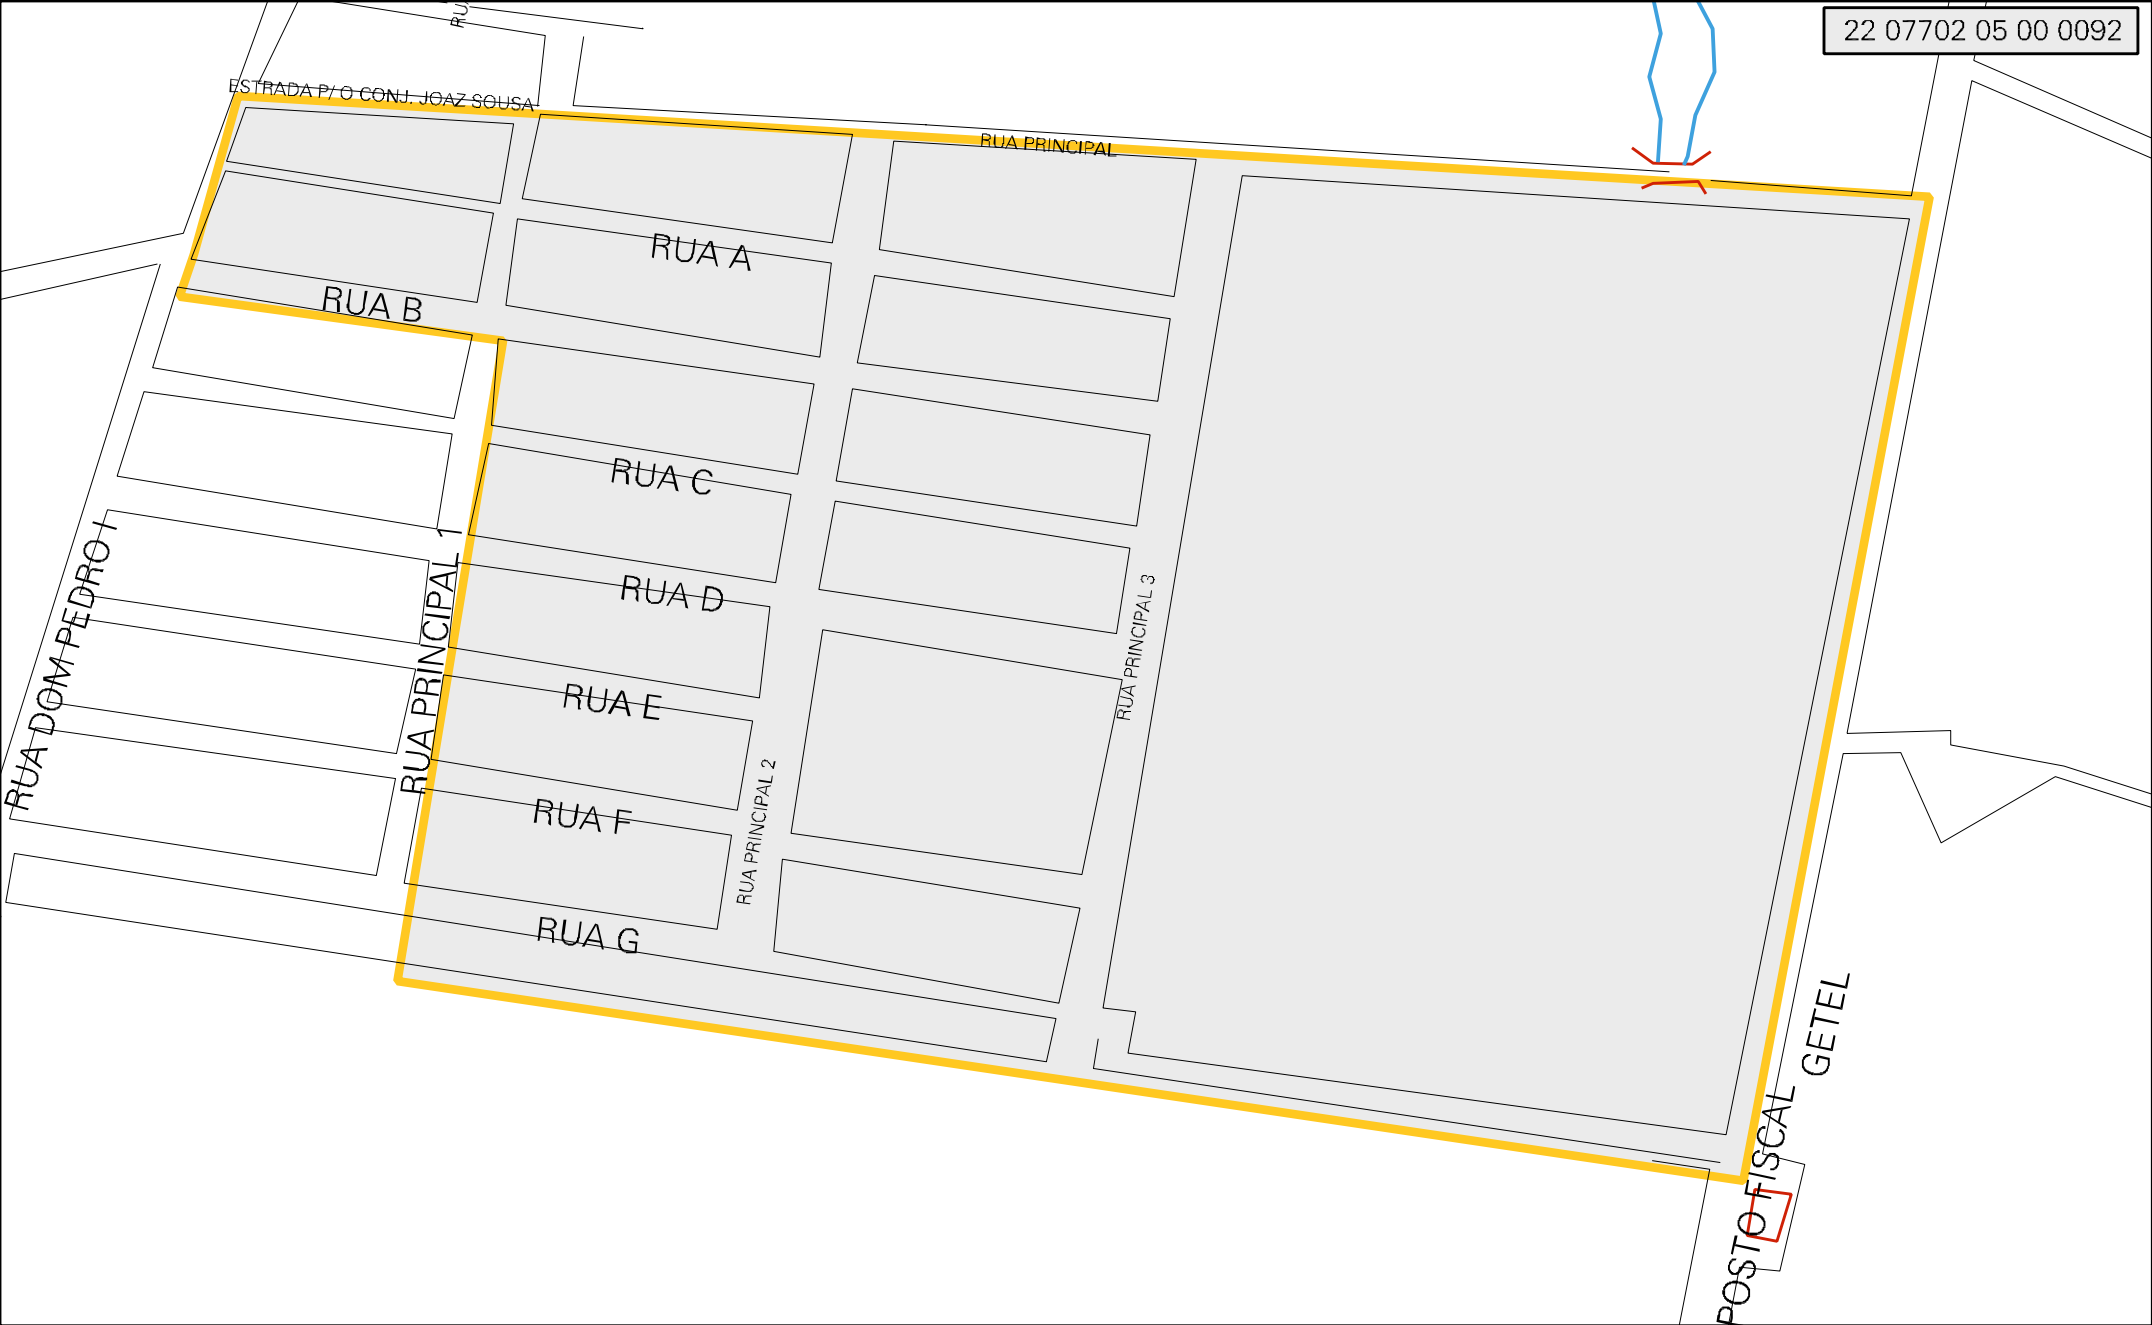 22 07702 05 00 0092
ESTRADA P/ O CONJ. JOAZ SOUSA
RUA PRINCIPAL
RUA A
RUA B
RUA C
RUA D
RUA E
RUA F
RUA G
RUA DOM PEDRO I
RUA PRINCIPAL 1
RUA PRINCIPAL 2
RUA PRINCIPAL 3
POSTO FISCAL GETEL